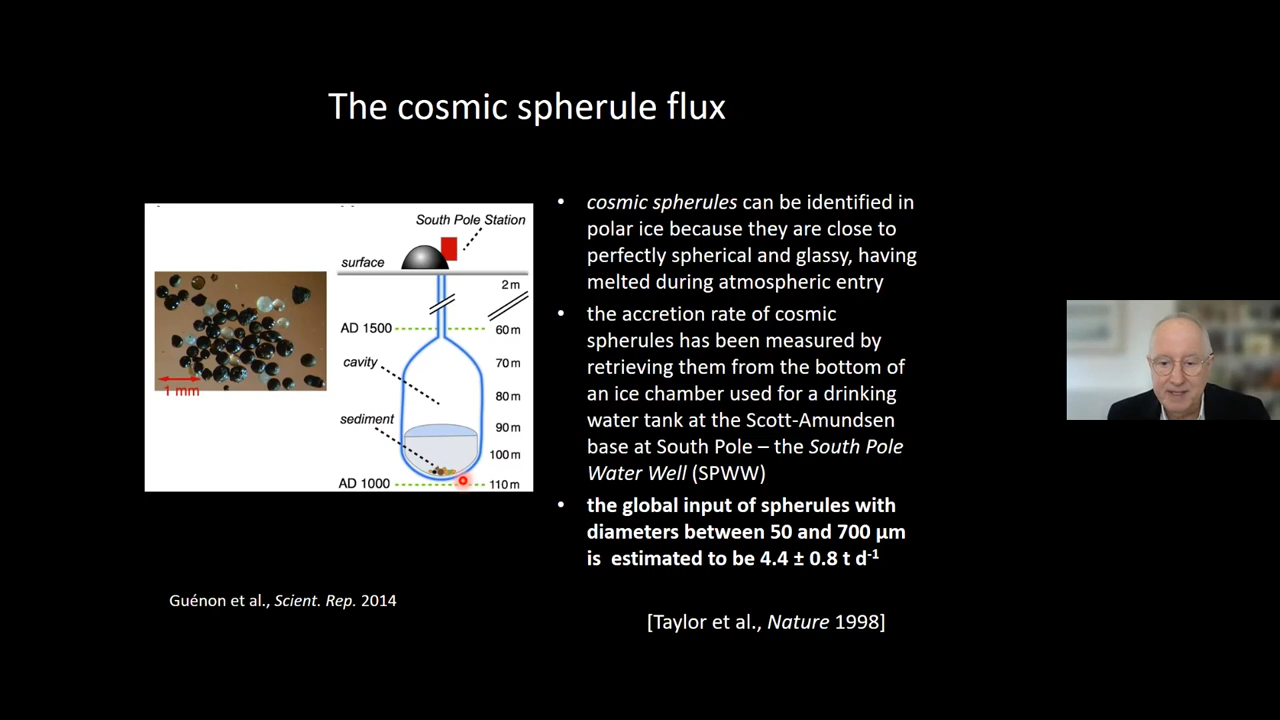 The cosmic spherule flux
South Pole Station
surface
2 m
AD 1500
60 m
cavity
70 m
80 m
sediment
90 m
100 m
AD 1000
110 m
1 mm
• cosmic spherules can be identified in
polar ice because they are close to
perfectly spherical and glassy, having
melted during atmospheric entry
• the accretion rate of cosmic
spherules has been measured by
retrieving them from the bottom of
an ice chamber used for a drinking
water tank at the Scott-Amundsen
base at South Pole – the South Pole
Water Well (SPWW)
• the global input of spherules with
diameters between 50 and 700 μm
is estimated to be 4.4 ± 0.8 t d-1
Guénon et al., Scient. Rep. 2014
[Taylor et al., Nature 1998]